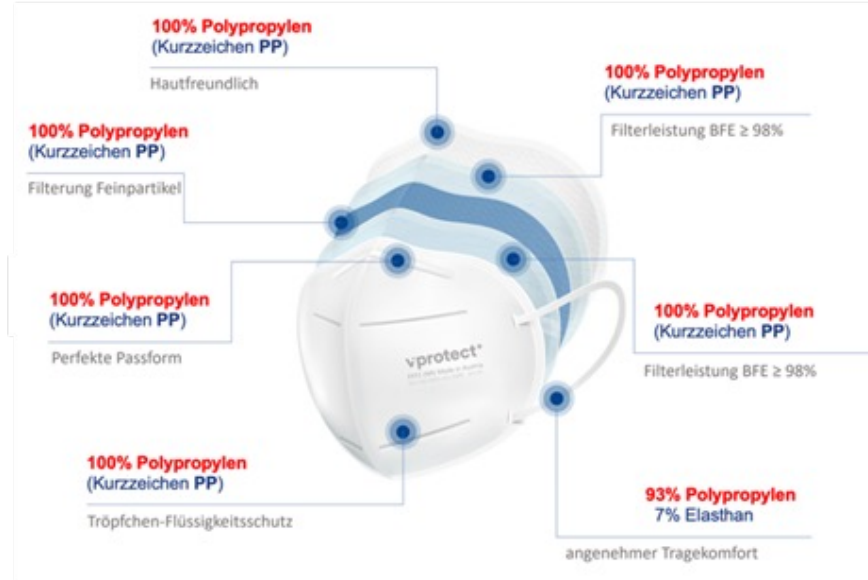 100% Polypropylen
(Kurzzeichen PP)
Hautfreundlich
100% Polypropylen
(Kurzzeichen PP)
Filterleistung BFE ≥ 98%
100% Polypropylen
(Kurzzeichen PP)
Filterung Feinpartikel
100% Polypropylen
(Kurzzeichen PP)
Perfekte Passform
100% Polypropylen
(Kurzzeichen PP)
Filterleistung BFE ≥ 98%
vprotect
100% Polypropylen
(Kurzzeichen PP)
Tröpfchen-Flüssigkeitsschutz
93% Polypropylen
7% Elasthan
angenehmer Tragekomfort